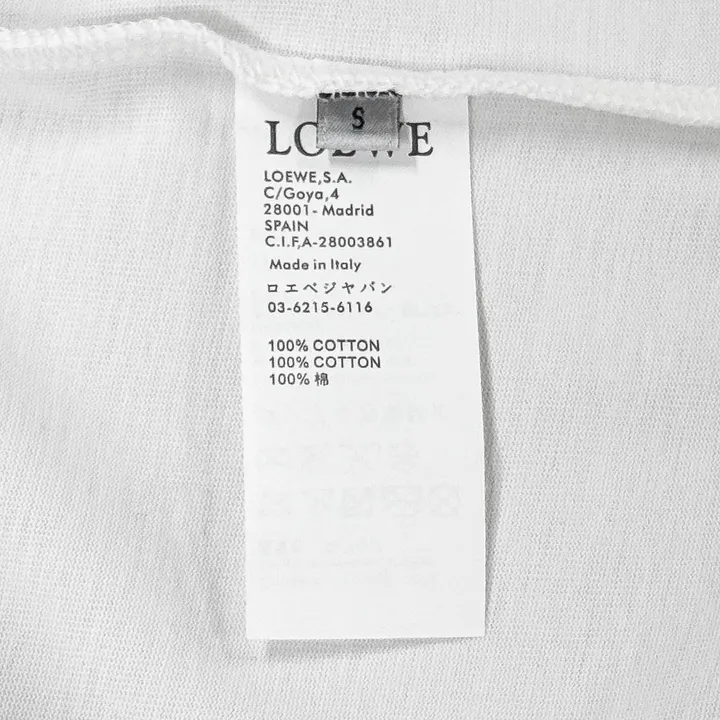 S
LOEWE
LOEWE,S.A.
C/Goya,4
28001- Madrid
SPAIN
C.I.F,A-28003861
Made in Italy
ロエベジャパン
03-6215-6116
100% COTTON
100% COTTON
100% 棉